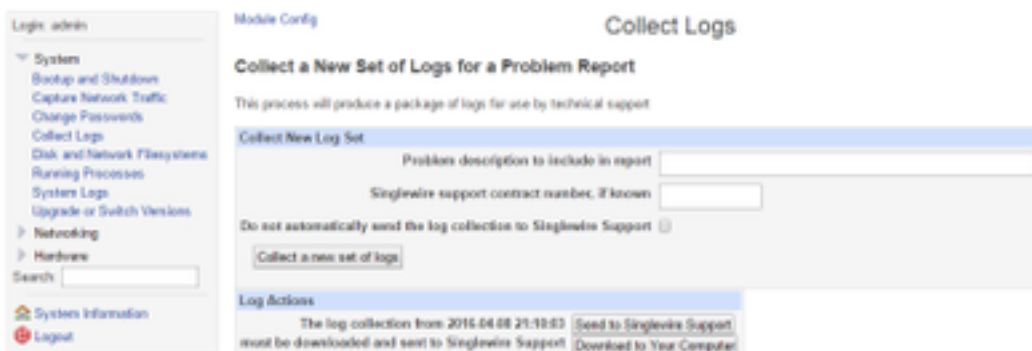 Login: admin
System
Bootup and Shutdown
Capture Network Traffic
Change Passwords
Collect Logs
Disk and Network Filesystems
Running Processes
System Logs
Upgrade or Switch Versions
Networking
Hardware
Search:
System Information
Logout
Module Config
Collect Logs
Collect a New Set of Logs for a Problem Report
This process will produce a package of logs for use by technical support
Collect New Log Set
Problem description to include in report
Singlewire support contract number, if known
Do not automatically send the log collection to Singlewire Support
Collect a new set of logs
Log Actions
The log collection from 2016-04-08 21:10:03 Send to Singlewire Support
must be downloaded and sent to Singlewire Support Download to Your Computer